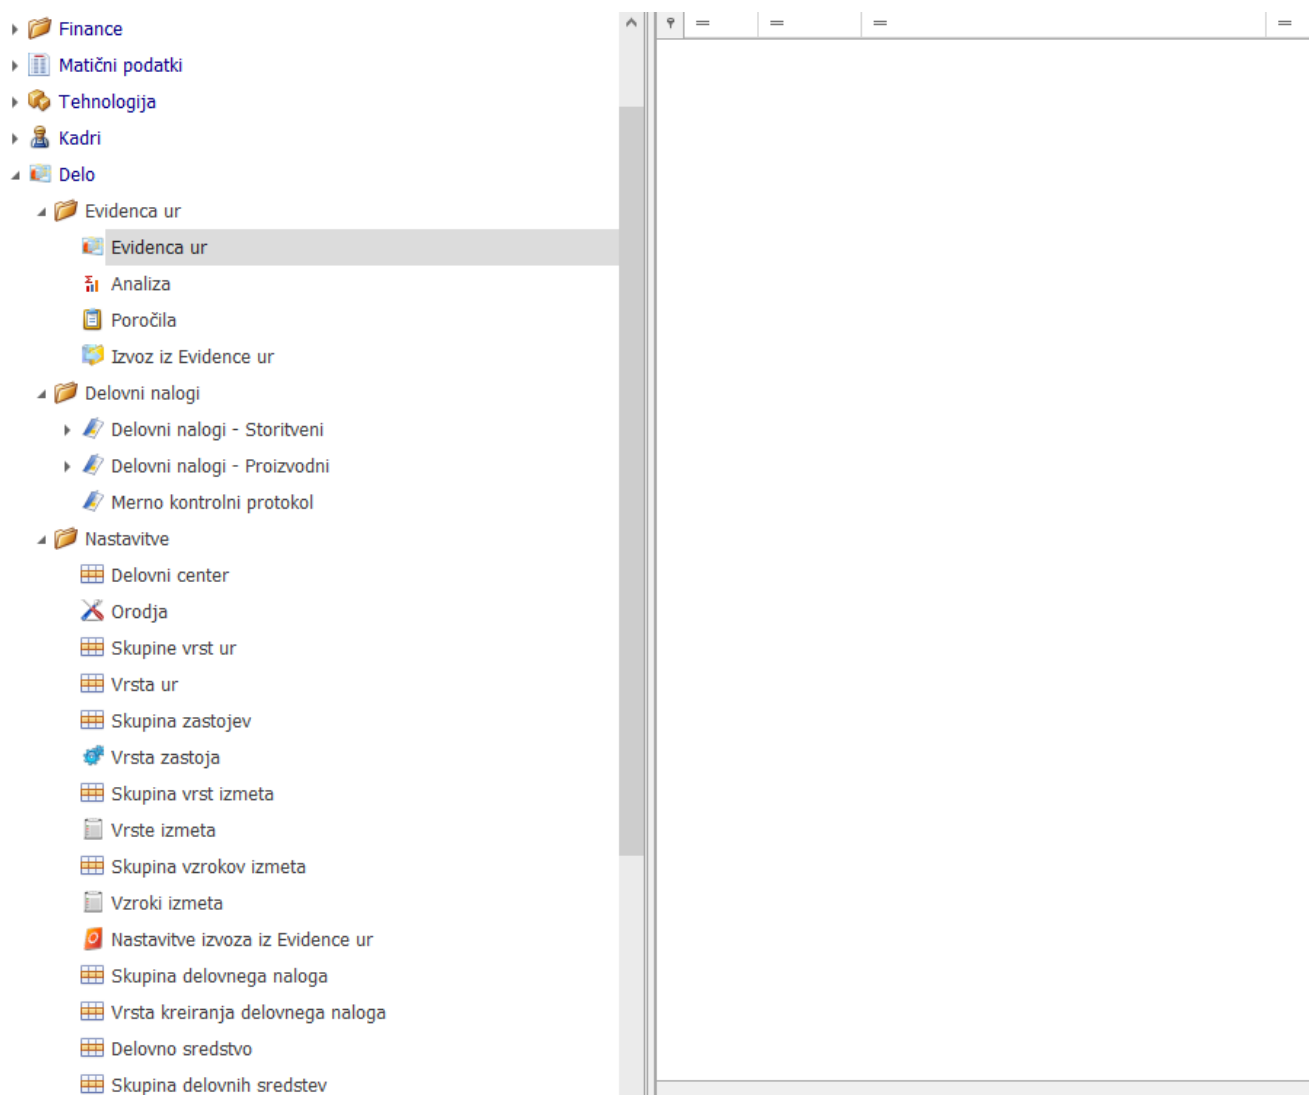 Finance
Matični podatki
Tehnologija
Kadri
Delo
Evidenca ur
Evidenca ur
Analiza
Poročila
Izvoz iz Evidence ur
Delovni nalogi
Delovni nalogi - Storitveni
Delovni nalogi - Proizvodni
Merno kontrolni protokol
Nastavitve
Delovni center
Orodja
Skupine vrst ur
Vrsta ur
Skupina zastojev
Vrsta zastoja
Skupina vrst izmeta
Vrste izmeta
Skupina vzrokov izmeta
Vzroki izmeta
Nastavitve izvoza iz Evidence ur
Skupina delovnega naloga
Vrsta kreiranja delovnega naloga
Delovno sredstvo
Skupina delovnih sredstev